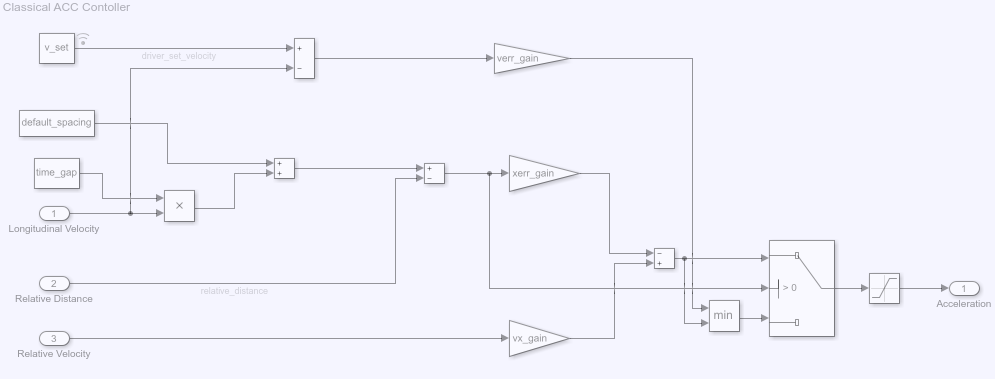 Classical ACC Contoller
v_set
driver_set_velocity
+
−
verr_gain
default_spacing
time_gap
×
+
+
+
−
xerr_gain
1
Longitudinal Velocity
2
Relative Distance
relative_distance
−
+
> 0
min
1
Acceleration
3
Relative Velocity
vx_gain